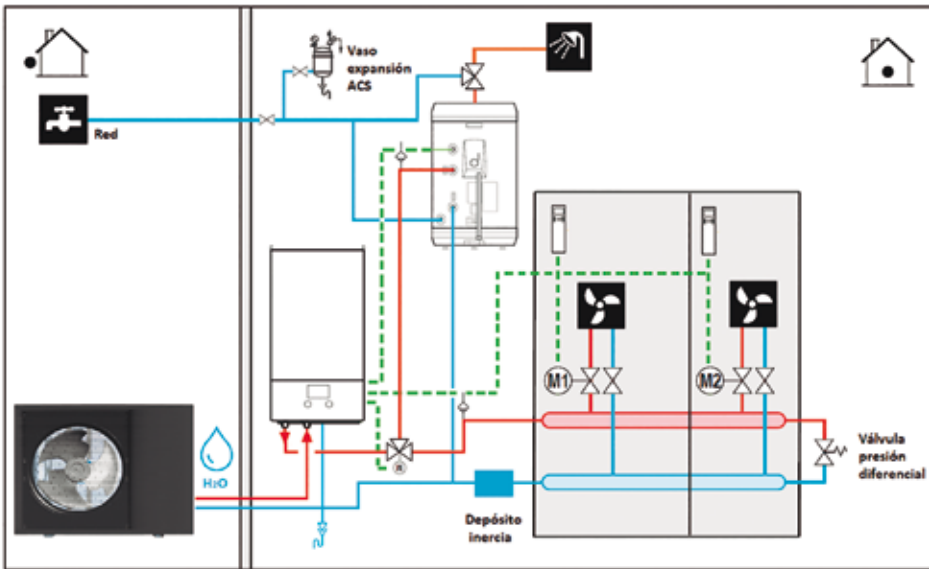 Vaso
expansión
ACS
Red
M1
M2
H₂O
Válvula
presión
diferencial
Depósito
inercia